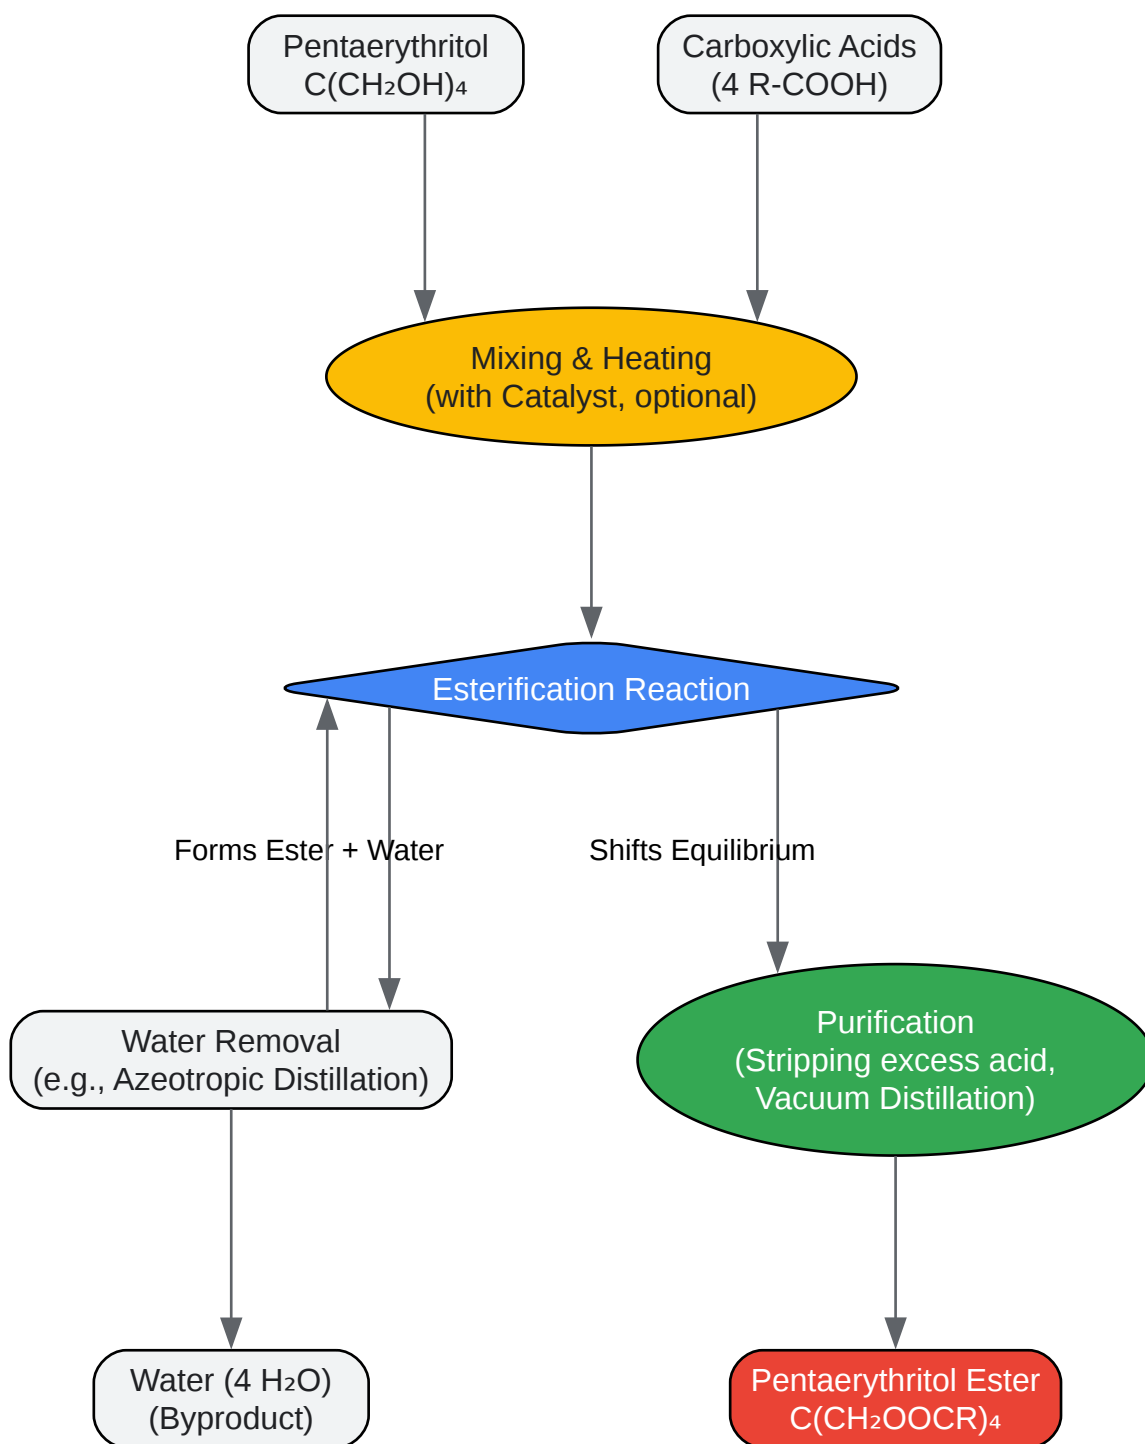 Pentaerythritol
C(CH₂OH)₄
Carboxylic Acids
(4 R-COOH)
Mixing & Heating
(with Catalyst, optional)
Esterification Reaction
Forms Ester + Water
Shifts Equilibrium
Water Removal
(e.g., Azeotropic Distillation)
Purification
(Stripping excess acid,
Vacuum Distillation)
Water (4 H₂O)
(Byproduct)
Pentaerythritol Ester
C(CH₂OOCR)₄